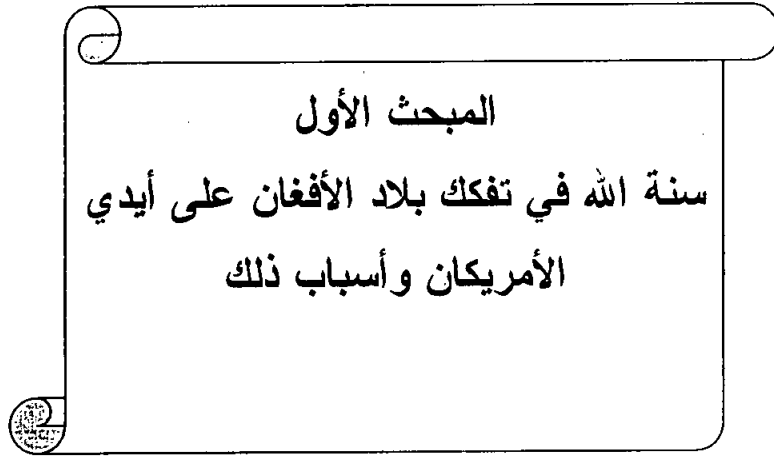 المبحث الأول
سنة الله في تفكك بلاد الأفغان على أيدي
الأمريكان وأسباب ذلك